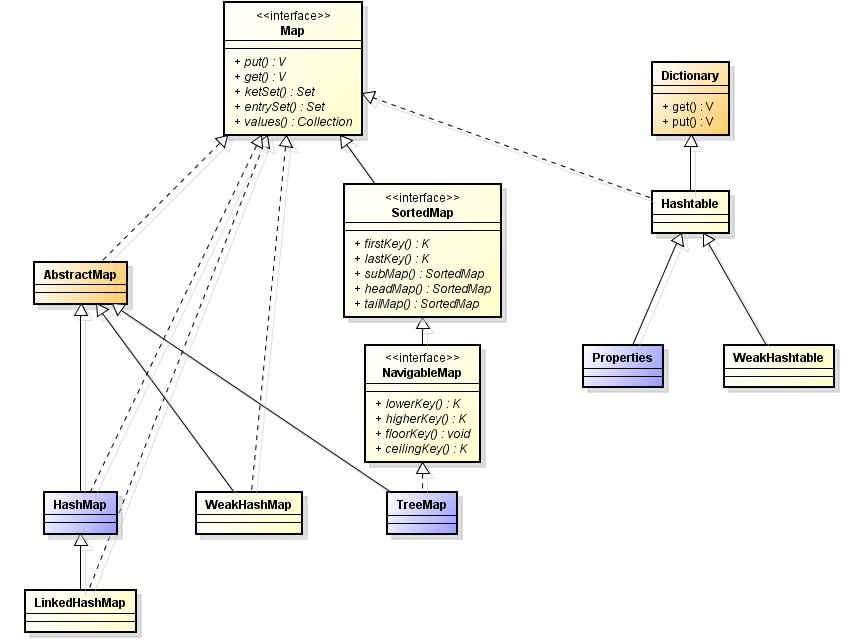 <<interface>>
Map
+ put() : V
+ get() : V
+ ketSet() : Set
+ entrySet() : Set
+ values() : Collection
Dictionary
+ get() : V
+ put() : V
<<interface>>
SortedMap
+ firstKey() : K
+ lastKey() : K
+ subMap() : SortedMap
+ headMap() : SortedMap
+ tailMap() : SortedMap
Hashtable
AbstractMap
<<interface>>
NavigableMap
+ lowerKey() : K
+ higherKey() : K
+ floorKey() : void
+ ceilingKey() : K
Properties
WeakHashtable
HashMap
WeakHashMap
TreeMap
LinkedHashMap